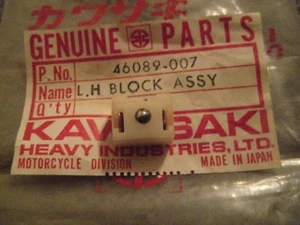 カワサキ
GENUINE PARTS
P.No. 46089-007
Name L.H BLOCK ASSY
Q'ty
KAWASAKI
HEAVY INDUSTRIES, LTD.
MOTORCYCLE DIVISION MADE IN JAPAN